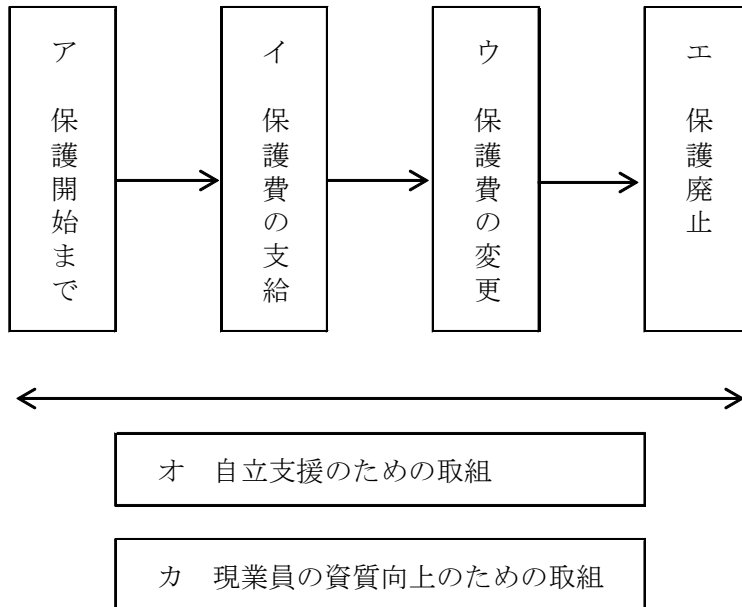 ア　保護開始まで
イ　保護費の支給
ウ　保護費の変更
エ　保護廃止
オ　自立支援のための取組
カ　現業員の資質向上のための取組